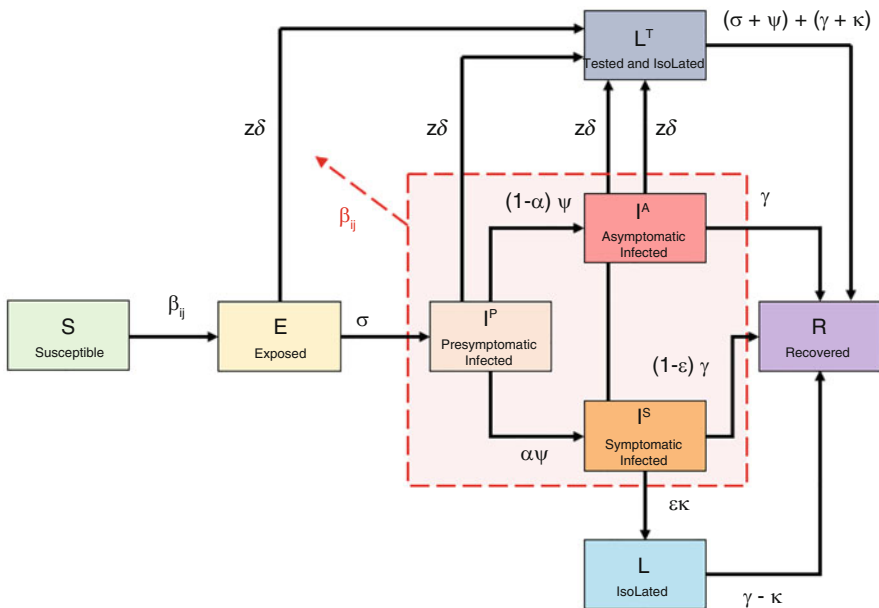 (σ + ψ) + (γ + κ)
L^T
Tested and IsoLated
zδ
zδ
zδ
zδ
β_ij
β_ij
(1-α) ψ
I^A
Asymptomatic
Infected
γ
S
Susceptible
β_ij
E
Exposed
σ
I^P
Presymptomatic
Infected
R
Recovered
(1-ε) γ
αψ
I^S
Symptomatic
Infected
εκ
L
IsoLated
γ - κ